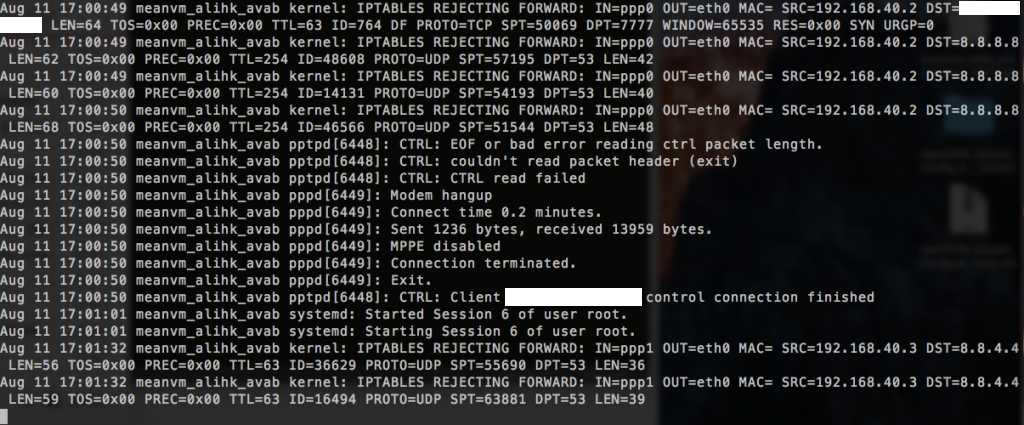 Aug 11 17:00:49 meanvm_alihk_avab kernel: IPTABLES REJECTING FORWARD: IN=ppp0 OUT=eth0 MAC= SRC=192.168.40.2 DST=
LEN=64 TOS=0x00 PREC=0x00 TTL=63 ID=764 DF PROTO=TCP SPT=50069 DPT=7777 WINDOW=65535 RES=0x00 SYN URGP=0
Aug 11 17:00:49 meanvm_alihk_avab kernel: IPTABLES REJECTING FORWARD: IN=ppp0 OUT=eth0 MAC= SRC=192.168.40.2 DST=8.8.8.8
LEN=62 TOS=0x00 PREC=0x00 TTL=254 ID=48608 PROTO=UDP SPT=57195 DPT=53 LEN=42
Aug 11 17:00:49 meanvm_alihk_avab kernel: IPTABLES REJECTING FORWARD: IN=ppp0 OUT=eth0 MAC= SRC=192.168.40.2 DST=8.8.8.8
LEN=60 TOS=0x00 PREC=0x00 TTL=254 ID=14131 PROTO=UDP SPT=54193 DPT=53 LEN=40
Aug 11 17:00:50 meanvm_alihk_avab kernel: IPTABLES REJECTING FORWARD: IN=ppp0 OUT=eth0 MAC= SRC=192.168.40.2 DST=8.8.8.8
LEN=68 TOS=0x00 PREC=0x00 TTL=254 ID=46566 PROTO=UDP SPT=51544 DPT=53 LEN=48
Aug 11 17:00:50 meanvm_alihk_avab pptpd[6448]: CTRL: EOF or bad error reading ctrl packet length.
Aug 11 17:00:50 meanvm_alihk_avab pptpd[6448]: CTRL: couldn't read packet header (exit)
Aug 11 17:00:50 meanvm_alihk_avab pptpd[6448]: CTRL: CTRL read failed
Aug 11 17:00:50 meanvm_alihk_avab pppd[6449]: Modem hangup
Aug 11 17:00:50 meanvm_alihk_avab pppd[6449]: Connect time 0.2 minutes.
Aug 11 17:00:50 meanvm_alihk_avab pppd[6449]: Sent 1236 bytes, received 13959 bytes.
Aug 11 17:00:50 meanvm_alihk_avab pppd[6449]: MPPE disabled
Aug 11 17:00:50 meanvm_alihk_avab pppd[6449]: Connection terminated.
Aug 11 17:00:50 meanvm_alihk_avab pppd[6449]: Exit.
Aug 11 17:00:50 meanvm_alihk_avab pptpd[6448]: CTRL: Client control connection finished
Aug 11 17:01:01 meanvm_alihk_avab systemd: Started Session 6 of user root.
Aug 11 17:01:01 meanvm_alihk_avab systemd: Starting Session 6 of user root.
Aug 11 17:01:32 meanvm_alihk_avab kernel: IPTABLES REJECTING FORWARD: IN=ppp1 OUT=eth0 MAC= SRC=192.168.40.3 DST=8.8.4.4
LEN=56 TOS=0x00 PREC=0x00 TTL=63 ID=36629 PROTO=UDP SPT=55690 DPT=53 LEN=36
Aug 11 17:01:32 meanvm_alihk_avab kernel: IPTABLES REJECTING FORWARD: IN=ppp1 OUT=eth0 MAC= SRC=192.168.40.3 DST=8.8.4.4
LEN=59 TOS=0x00 PREC=0x00 TTL=63 ID=16494 PROTO=UDP SPT=63881 DPT=53 LEN=39